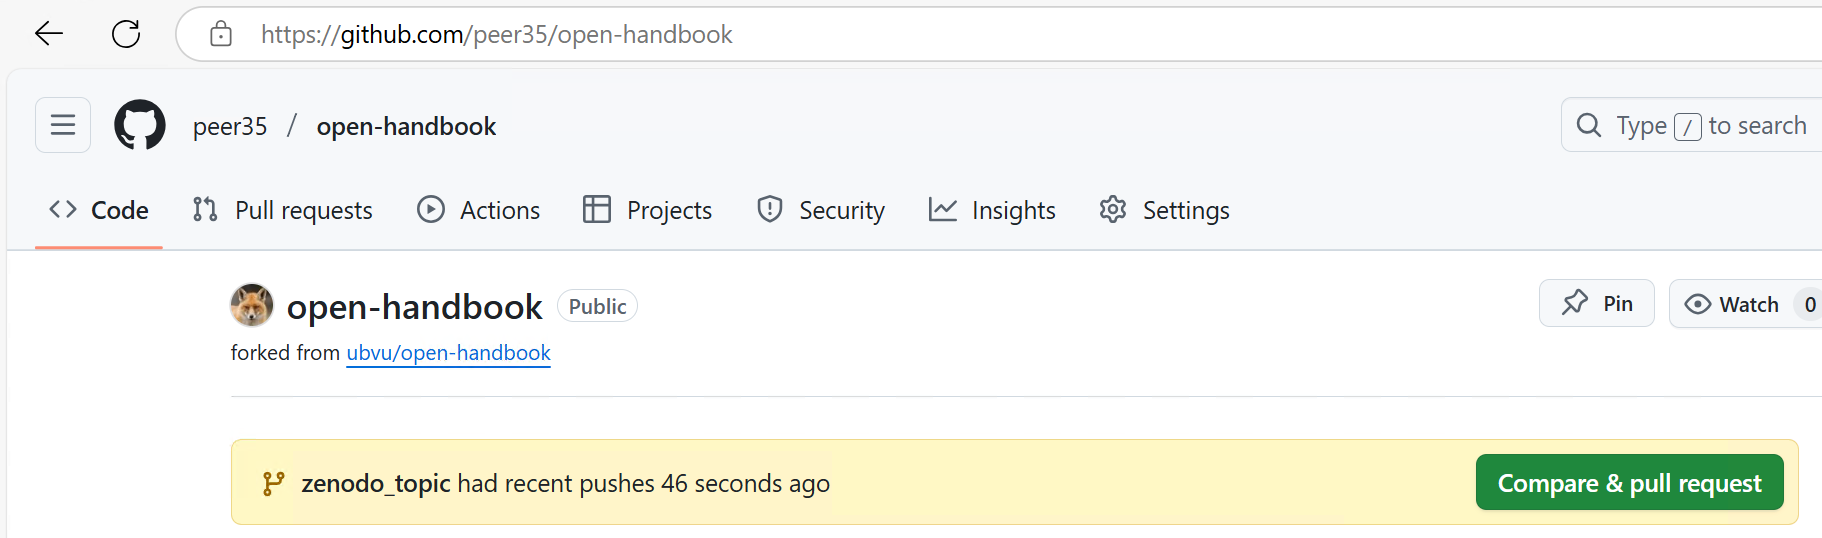 https://github.com/peer35/open-handbook
peer35 / open-handbook
Type / to search
Code Pull requests Actions Projects Security Insights Settings
open-handbook Public
Pin Watch 0
forked from ubvu/open-handbook
zenodo_topic had recent pushes 46 seconds ago
Compare & pull request